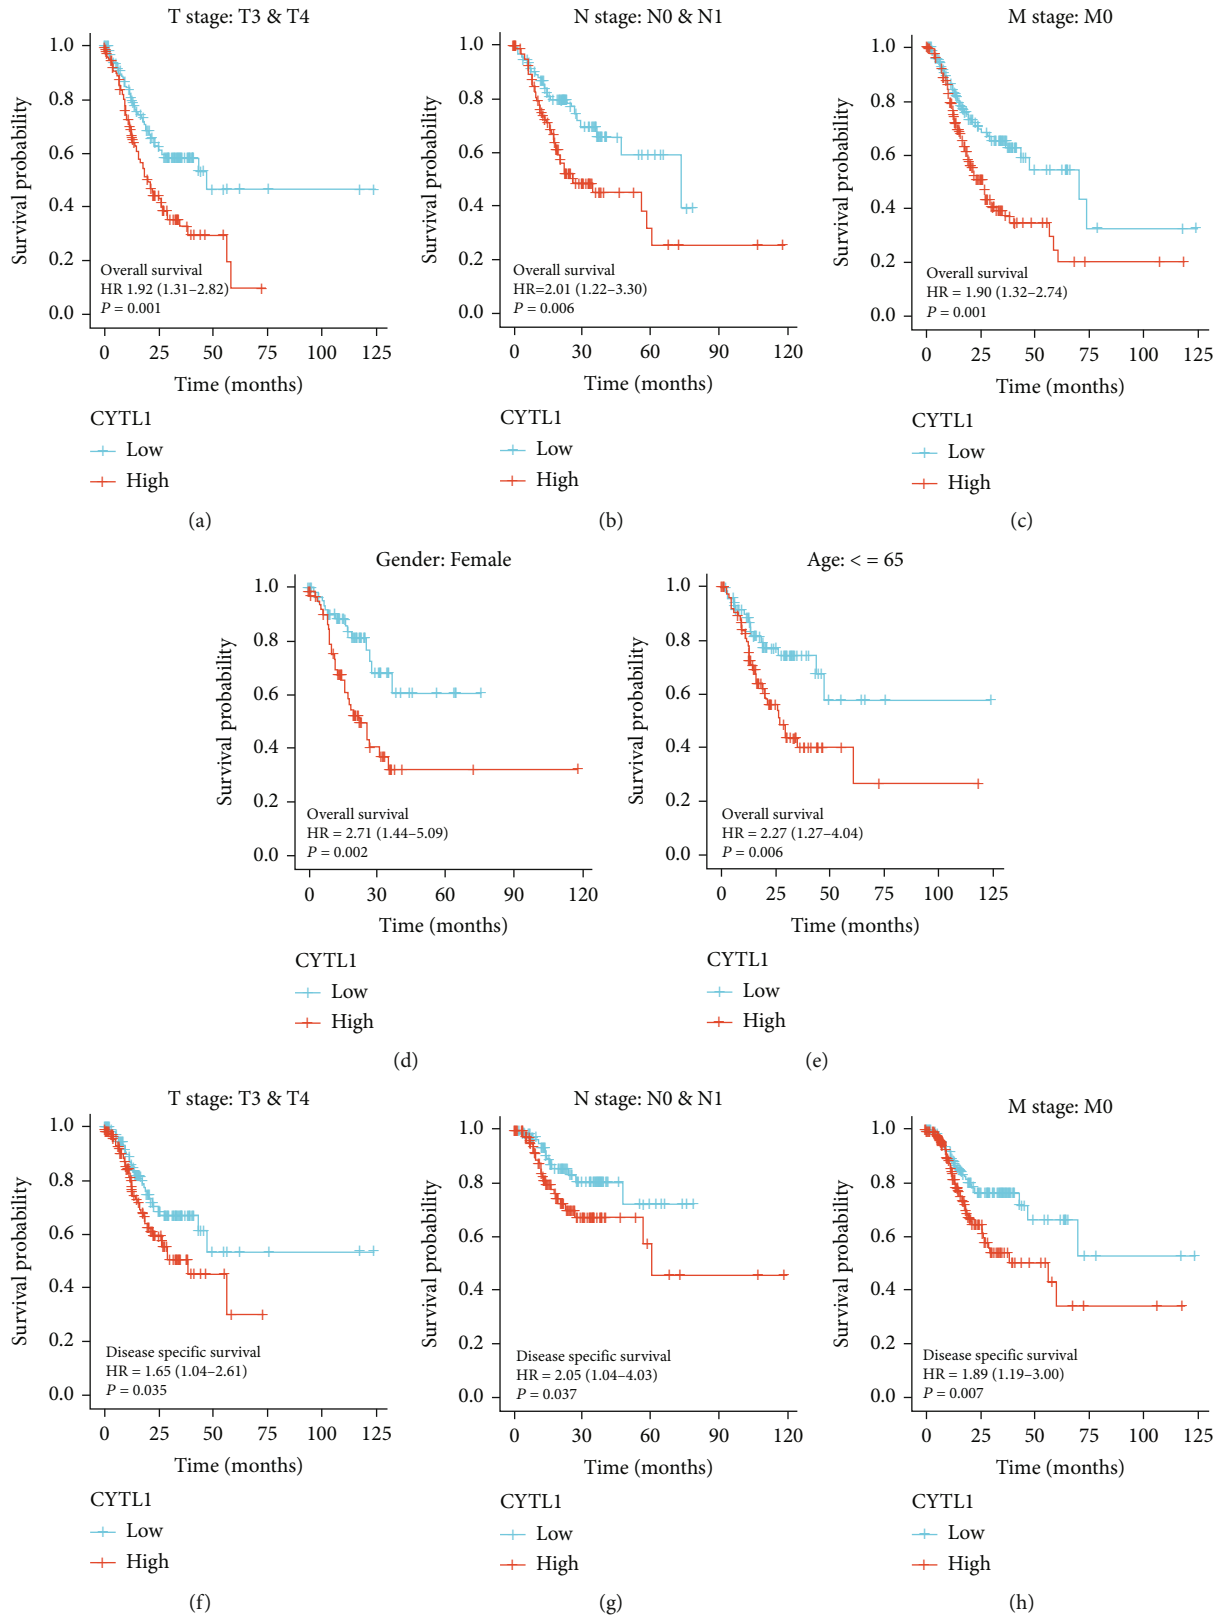 T stage: T3 & T4
Survival probability
1.0
0.8
0.6
0.4
0.2
0.0
Overall survival
HR 1.92 (1.31–2.82)
P = 0.001
0 25 50 75 100 125
Time (months)
CYTL1
Low
High
(a)
N stage: N0 & N1
Survival probability
1.0
0.8
0.6
0.4
0.2
0.0
Overall survival
HR=2.01 (1.22–3.30)
P = 0.006
0 30 60 90 120
Time (months)
CYTL1
Low
High
(b)
M stage: M0
Survival probability
1.0
0.8
0.6
0.4
0.2
0.0
Overall survival
HR = 1.90 (1.32–2.74)
P = 0.001
0 25 50 75 100 125
Time (months)
CYTL1
Low
High
(c)
Gender: Female
Survival probability
1.0
0.8
0.6
0.4
0.2
0.0
Overall survival
HR = 2.71 (1.44–5.09)
P = 0.002
0 30 60 90 120
Time (months)
CYTL1
Low
High
(d)
Age: < = 65
Survival probability
1.0
0.8
0.6
0.4
0.2
0.0
Overall survival
HR = 2.27 (1.27–4.04)
P = 0.006
0 25 50 75 100 125
Time (months)
CYTL1
Low
High
(e)
T stage: T3 & T4
Survival probability
1.0
0.8
0.6
0.4
0.2
0.0
Disease specific survival
HR = 1.65 (1.04–2.61)
P = 0.035
0 25 50 75 100 125
Time (months)
CYTL1
Low
High
(f)
N stage: N0 & N1
Survival probability
1.0
0.8
0.6
0.4
0.2
0.0
Disease specific survival
HR = 2.05 (1.04–4.03)
P = 0.037
0 30 60 90 120
Time (months)
CYTL1
Low
High
(g)
M stage: M0
Survival probability
1.0
0.8
0.6
0.4
0.2
0.0
Disease specific survival
HR = 1.89 (1.19–3.00)
P = 0.007
0 25 50 75 100 125
Time (months)
CYTL1
Low
High
(h)